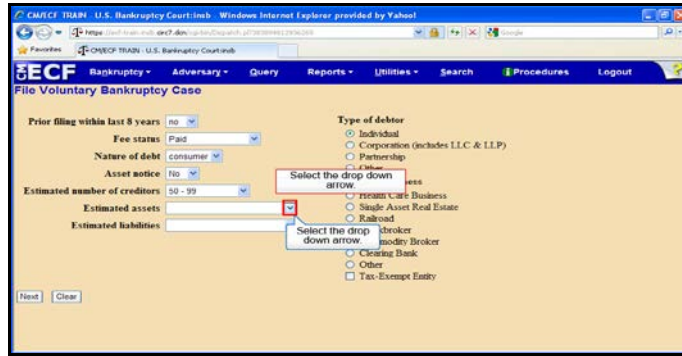 CM/ECF TRAIN - U.S. Bankruptcy Court:insb - Windows Internet Explorer provided by Yahoo!
Google
Favorites CM/ECF TRAIN - U.S. Bankruptcy Court:insb
ECF Bankruptcy Adversary Query Reports Utilities Search Procedures Logout
File Voluntary Bankruptcy Case
Prior filing within last 8 years no
Fee status Paid
Nature of debt consumer
Asset notice No
Estimated number of creditors 50 - 99
Estimated assets
Estimated liabilities
Type of debtor
Individual
Corporation (includes LLC & LLP)
Partnership
Other
Select the drop down
arrow.
Health Care Business
Single Asset Real Estate
Railroad
Select the drop
down arrow.
Clearing Bank
Other
Tax-Exempt Entity
Next Clear